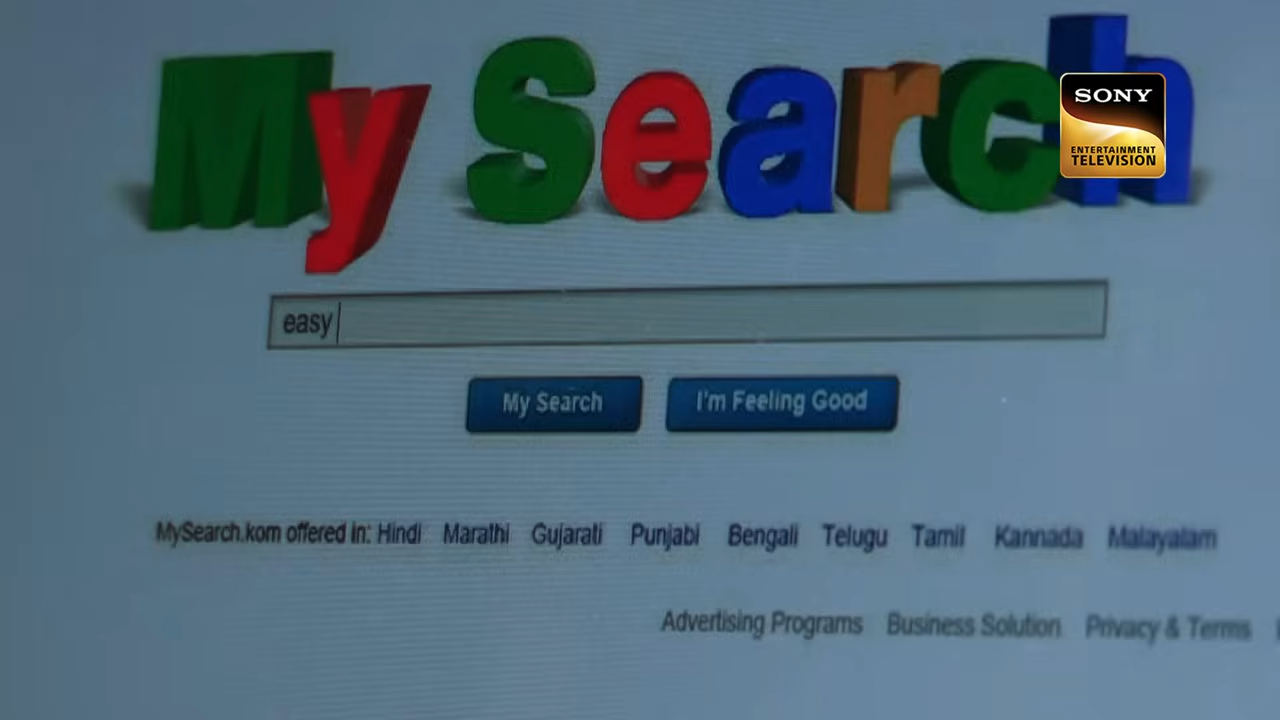 My Search
SONY
ENTERTAINMENT
TELEVISION
easy
My Search I'm Feeling Good
MySearch.kom offered in: Hindi Marathi Gujarati Punjabi Bengali Telugu Tamil Kannada Malayalam
Advertising Programs Business Solution Privacy & Terms